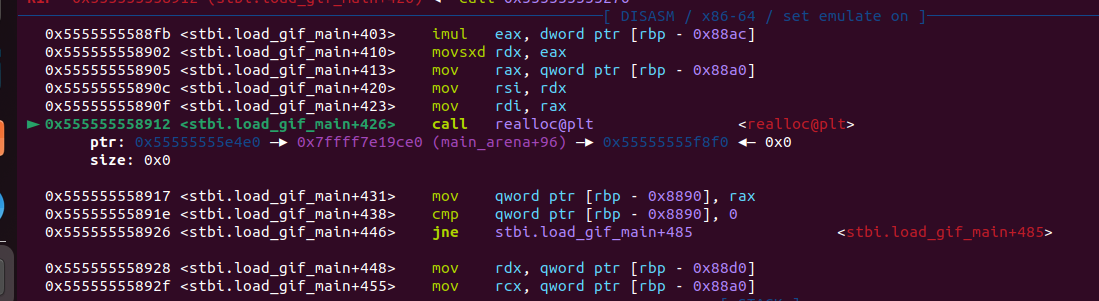 [ DISASM / x86-64 / set emulate on ]
0x5555555588fb <stbi.load_gif_main+403> imul eax, dword ptr [rbp - 0x88ac]
0x555555558902 <stbi.load_gif_main+410> movsxd rdx, eax
0x555555558905 <stbi.load_gif_main+413> mov rax, qword ptr [rbp - 0x88a0]
0x55555555890c <stbi.load_gif_main+420> mov rsi, rdx
0x55555555890f <stbi.load_gif_main+423> mov rdi, rax
► 0x555555558912 <stbi.load_gif_main+426> call realloc@plt <realloc@plt>
ptr: 0x55555555e4e0 —▸ 0x7ffff7e19ce0 (main_arena+96) —▸ 0x55555555f8f0 ◂— 0x0
size: 0x0
0x555555558917 <stbi.load_gif_main+431> mov qword ptr [rbp - 0x8890], rax
0x55555555891e <stbi.load_gif_main+438> cmp qword ptr [rbp - 0x8890], 0
0x555555558926 <stbi.load_gif_main+446> jne stbi.load_gif_main+485 <stbi.load_gif_main+485>
0x555555558928 <stbi.load_gif_main+448> mov rdx, qword ptr [rbp - 0x88d0]
0x55555555892f <stbi.load_gif_main+455> mov rcx, qword ptr [rbp - 0x88a0]